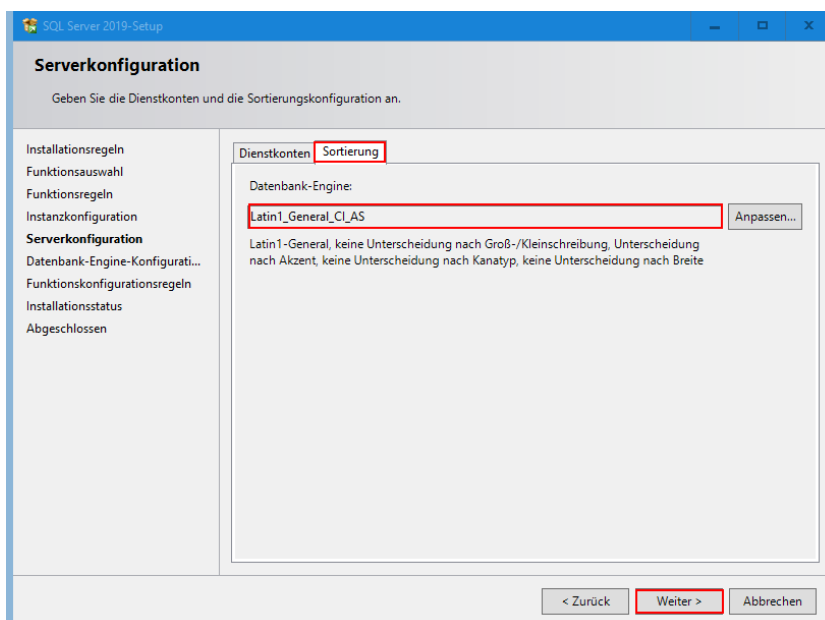 SQL Server 2019-Setup
Serverkonfiguration
Geben Sie die Dienstkonten und die Sortierungskonfiguration an.
Installationsregeln
Funktionsauswahl
Funktionsregeln
Instanzkonfiguration
Serverkonfiguration
Datenbank-Engine-Konfigurati...
Funktionskonfigurationsregeln
Installationsstatus
Abgeschlossen
Dienstkonten Sortierung
Datenbank-Engine:
Latin1_General_CI_AS Anpassen...
Latin1-General, keine Unterscheidung nach Groß-/Kleinschreibung, Unterscheidung
nach Akzent, keine Unterscheidung nach Kanatyp, keine Unterscheidung nach Breite
< Zurück Weiter > Abbrechen